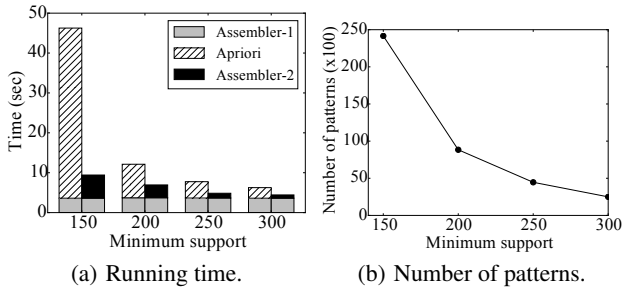 50
40
30
20
10
0
Time (sec)
Assembler-1
Apriori
Assembler-2
150 200 250 300
Minimum support
(a) Running time.
250
200
150
100
50
0
Number of patterns (x100)
150 200 250 300
Minimum support
(b) Number of patterns.